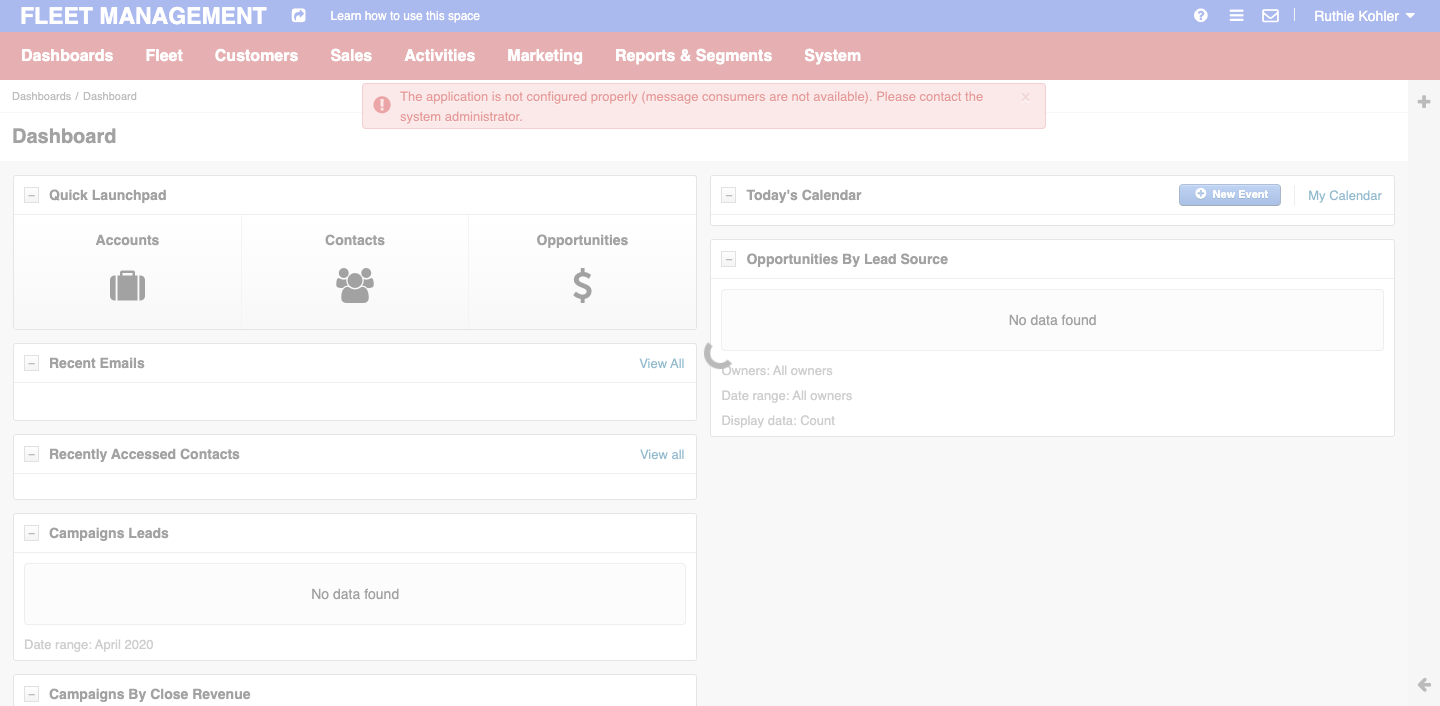 FLEET MANAGEMENT
Learn how to use this space
Ruthie Kohler
Dashboards
Fleet
Customers
Sales
Activities
Marketing
Reports & Segments
System
Dashboards / Dashboard
The application is not configured properly (message consumers are not available). Please contact the
system administrator.
Dashboard
Quick Launchpad
Accounts
Contacts
Opportunities
Recent Emails
View All
Recently Accessed Contacts
View all
Campaigns Leads
No data found
Date range: April 2020
Campaigns By Close Revenue
Today's Calendar
New Event
My Calendar
Opportunities By Lead Source
No data found
Owners: All owners
Date range: All owners
Display data: Count